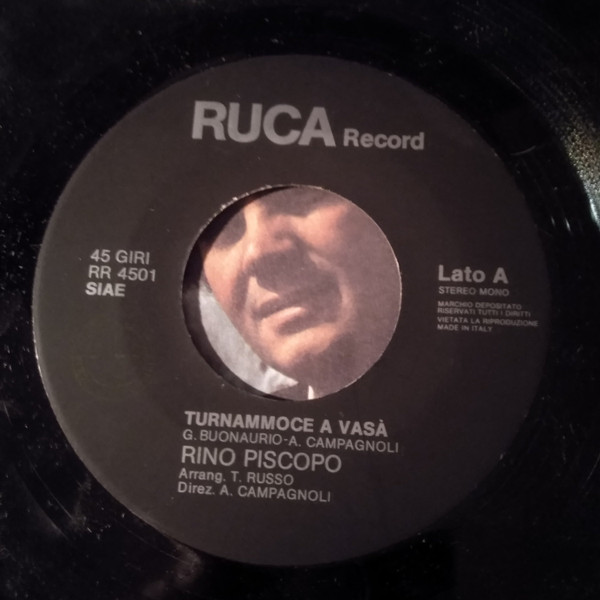 RUCA Record
45 GIRI
RR 4501
SIAE
Lato A
STEREO MONO
MARCHIO DEPOSITATO
RISERVATI TUTTI I DIRITTI
VIETATA LA RIPRODUZIONE
MADE IN ITALY
TURNAMMOCE A VASÀ
G. BUONAURIO-A. CAMPAGNOLI
RINO PISCOPO
Arrang. T. RUSSO
Direz. A. CAMPAGNOLI